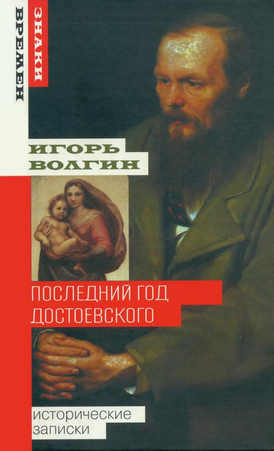 ЗНАКИ
ВРЕМЕН
ИГОРЬ
ВОЛГИН
ПОСЛЕДНИЙ ГОД
ДОСТОЕВСКОГО
исторические
записки